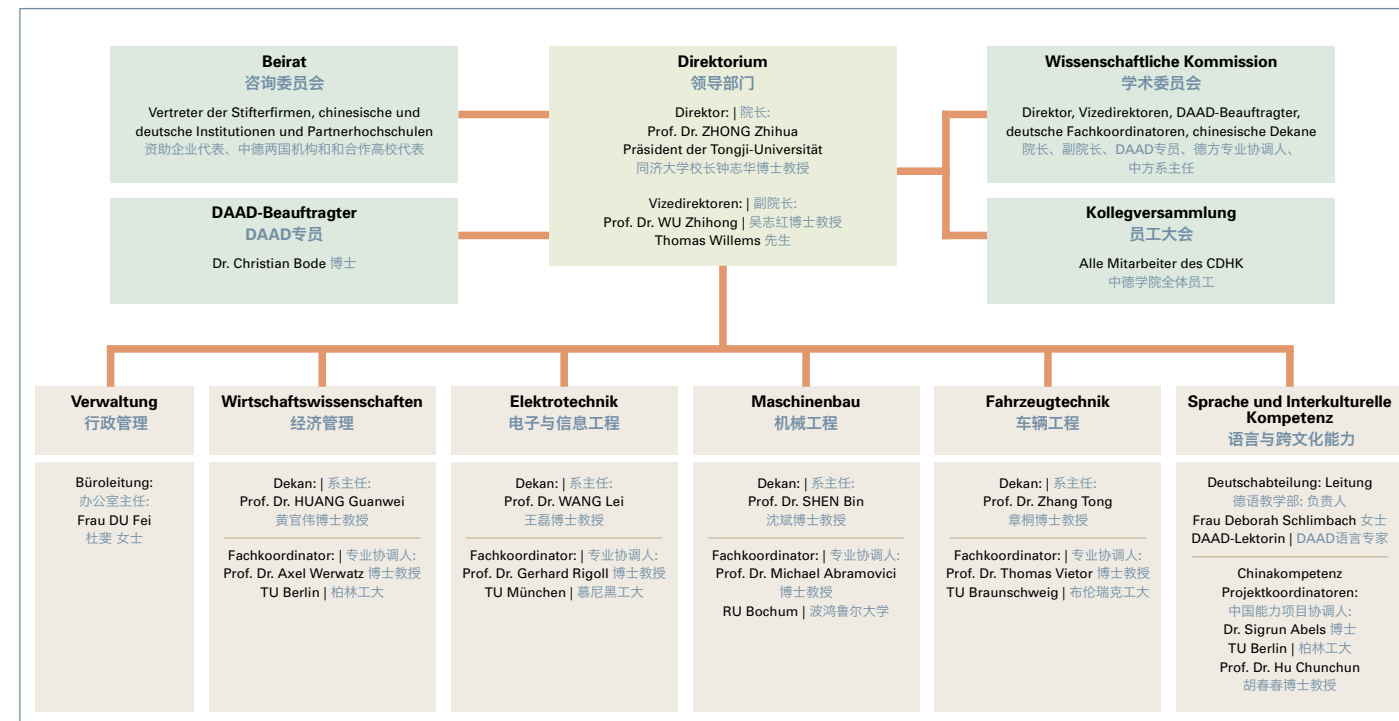 Beirat
咨询委员会
Vertreter der Stifterfirmen, chinesische und
deutsche Institutionen und Partnerhochschulen
资助企业代表、中德两国机构和和合作高校代表
DAAD-Beauftragter
DAAD专员
Dr. Christian Bode 博士
Direktorium
领导部门
Direktor: | 院长:
Prof. Dr. ZHONG Zhihua
Präsident der Tongji-Universität
同济大学校长钟志华博士教授
Vizedirektoren: | 副院长:
Prof. Dr. WU Zhihong | 吴志红博士教授
Thomas Willems 先生
Wissenschaftliche Kommission
学术委员会
Direktor, Vizedirektoren, DAAD-Beauftragter,
deutsche Fachkoordinatoren, chinesische Dekane
院长、副院长、DAAD专员、德方专业协调人、
中方系主任
Kollegversammlung
员工大会
Alle Mitarbeiter des CDHK
中德学院全体员工
Verwaltung
行政管理
Büroleitung:
办公室主任:
Frau DU Fei
杜斐 女士
Wirtschaftswissenschaften
经济管理
Dekan: | 系主任:
Prof. Dr. HUANG Guanwei
黄官伟博士教授
Fachkoordinator: | 专业协调人:
Prof. Dr. Axel Werwatz 博士教授
TU Berlin | 柏林工大
Elektrotechnik
电子与信息工程
Dekan: | 系主任:
Prof. Dr. WANG Lei
王磊博士教授
Fachkoordinator: | 专业协调人:
Prof. Dr. Gerhard Rigoll 博士教授
TU München | 慕尼黑工大
Maschinenbau
机械工程
Dekan: | 系主任:
Prof. Dr. SHEN Bin
沈斌博士教授
Fachkoordinator: | 专业协调人:
Prof. Dr. Michael Abramovici
博士教授
RU Bochum | 波鸿鲁尔大学
Fahrzeugtechnik
车辆工程
Dekan: | 系主任:
Prof. Dr. Zhang Tong
章桐博士教授
Fachkoordinator: | 专业协调人:
Prof. Dr. Thomas Vietor 博士教授
TU Braunschweig | 布伦瑞克工大
Sprache und Interkulturelle
Kompetenz
语言与跨文化能力
Deutschabteilung: Leitung
德语教学部: 负责人
Frau Deborah Schlimbach 女士
DAAD-Lektorin | DAAD语言专家
Chinakompetenz
Projektkoordinatoren:
中国能力项目协调人:
Dr. Sigrun Abels 博士
TU Berlin | 柏林工大
Prof. Dr. Hu Chunchun
胡春春博士教授